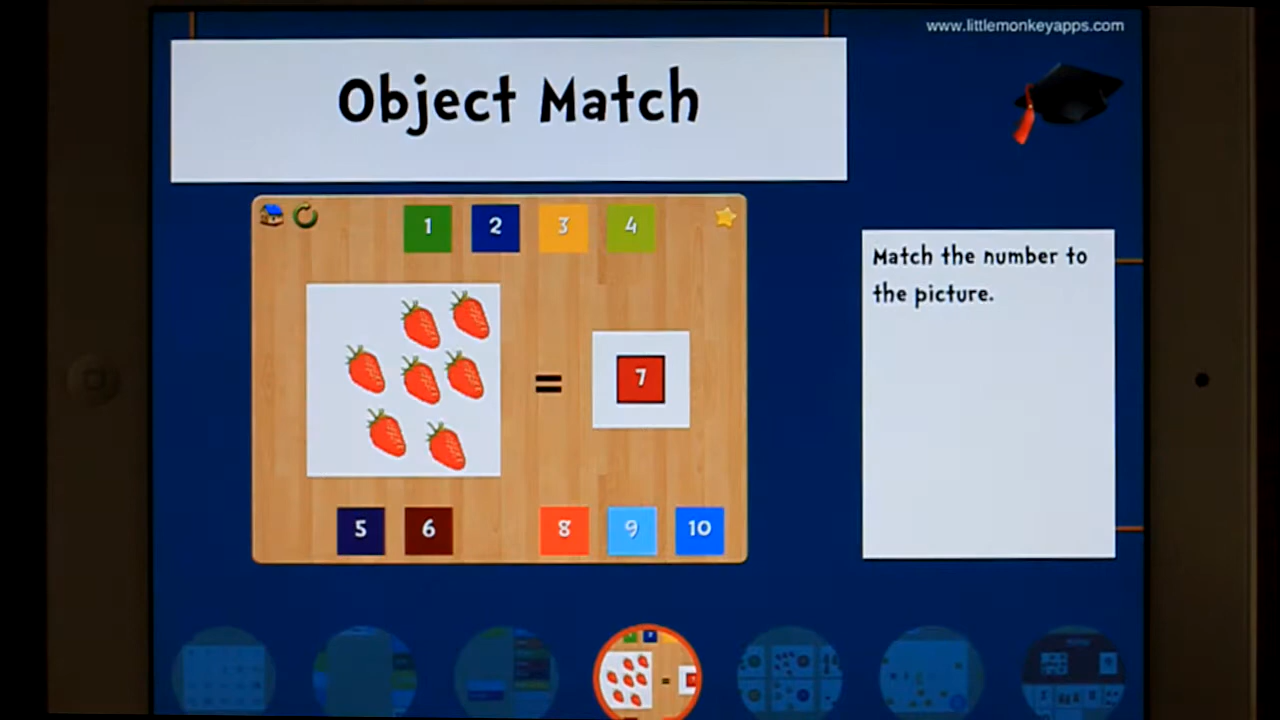 www.littlemonkeyapps.com
Object Match
1 2 3 4
Match the number to
the picture.
= 7
5 6 8 9 10
=